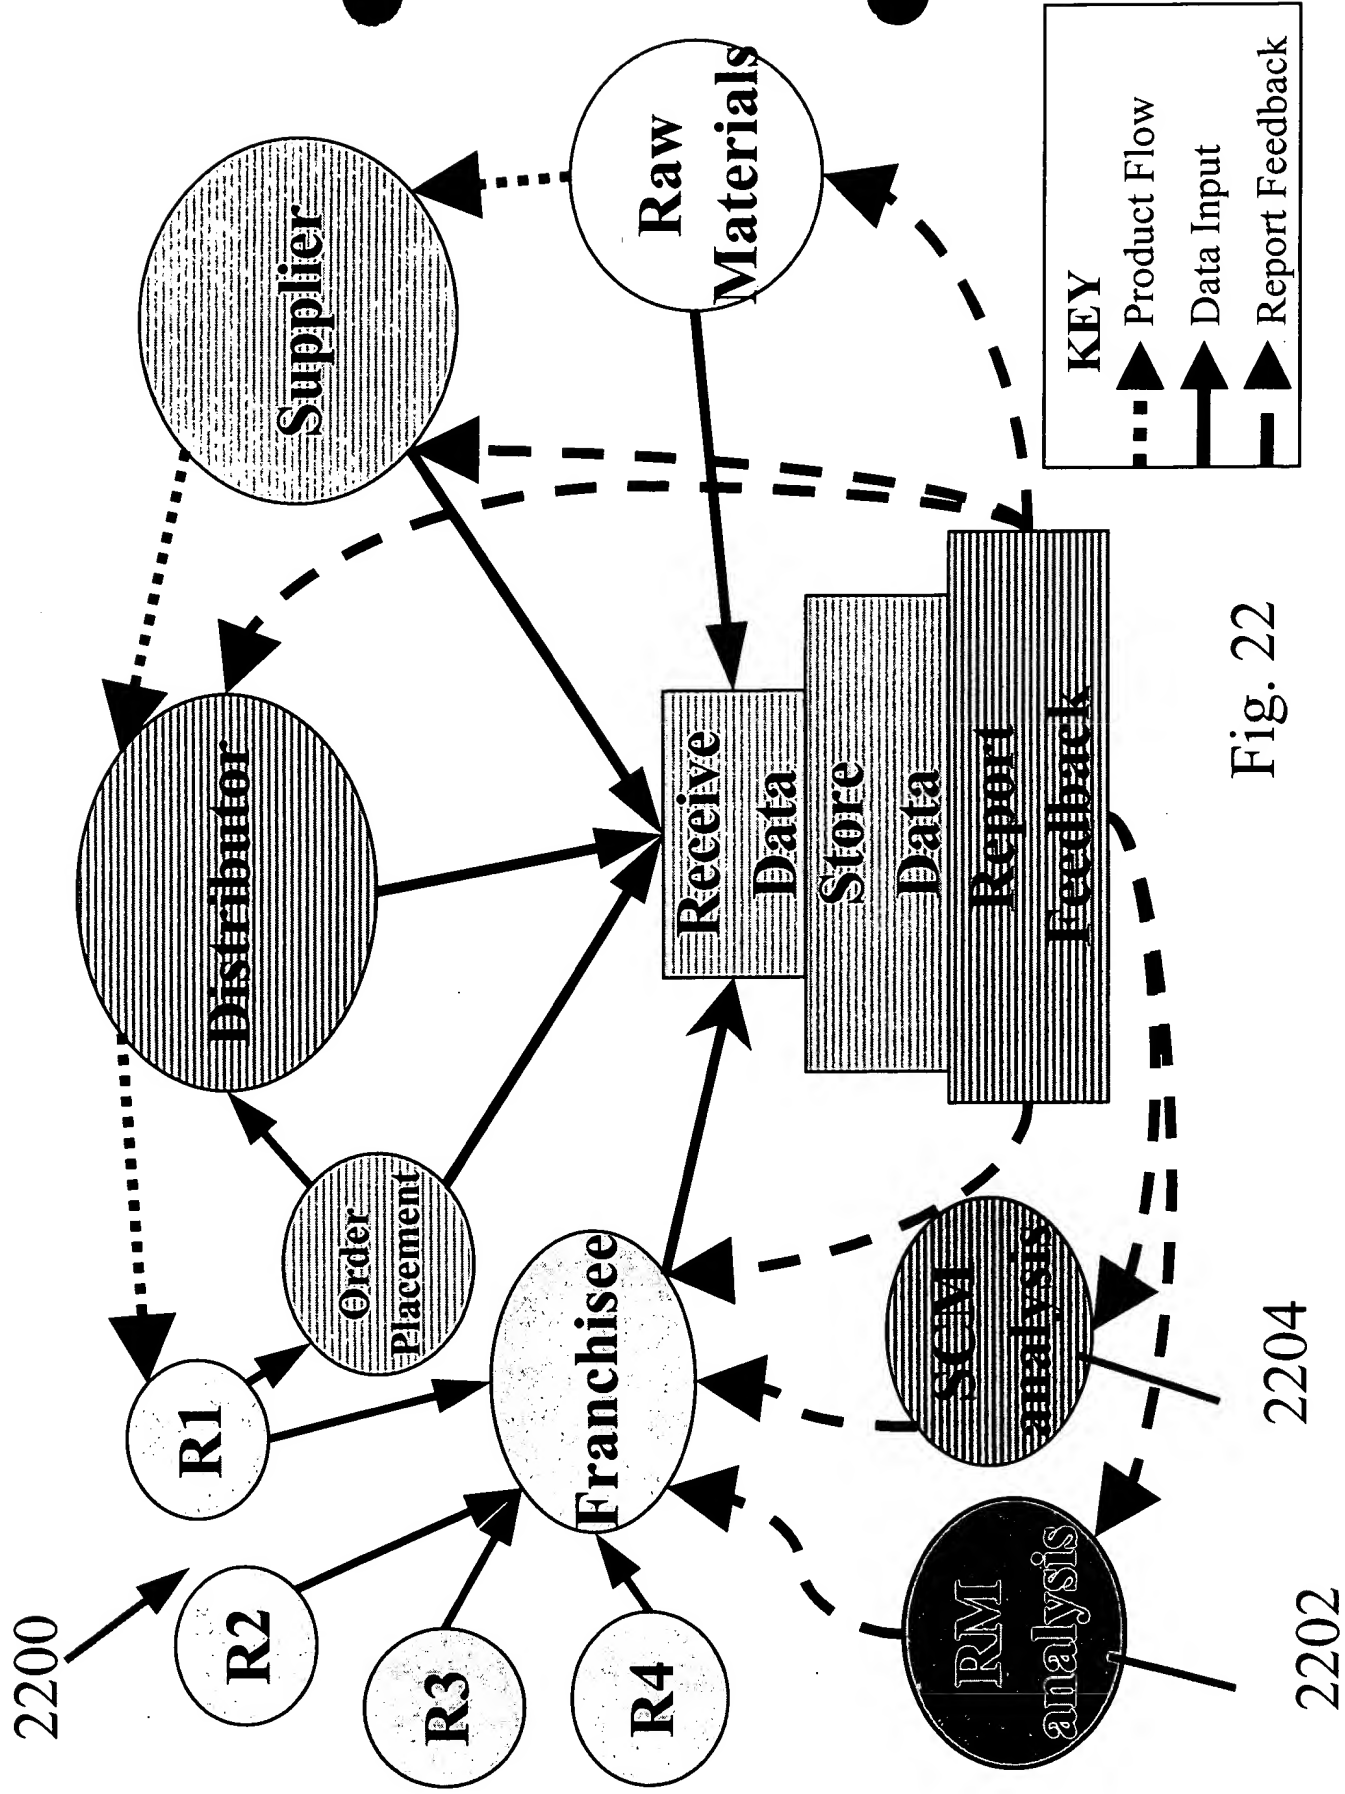 2200
R1
R2
R3
R4
Order
Placement
Distributor
Supplier
Franchisee
Raw
Materials
Receive
Data
Store
Data
Report
Feedback
RM
analysis
SCM
analysis
2202
2204
KEY
Product Flow
Data Input
Report Feedback
Fig. 22